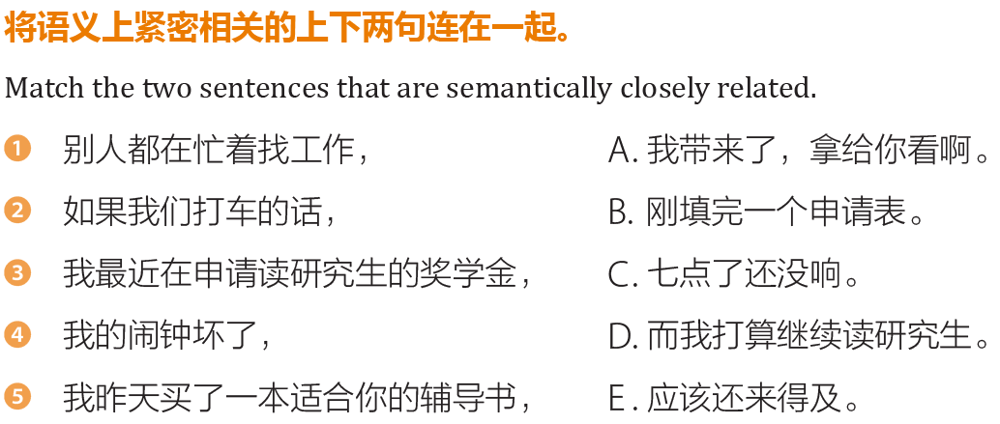 将语义上紧密相关的上下两句连在一起。
Match the two sentences that are semantically closely related.
1 别人都在忙着找工作， A. 我带来了，拿给你看啊。
2 如果我们打车的话， B. 刚填完一个申请表。
3 我最近在申请读研究生的奖学金， C. 七点了还没响。
4 我的闹钟坏了， D. 而我打算继续读研究生。
5 我昨天买了一本适合你的辅导书， E. 应该还来得及。